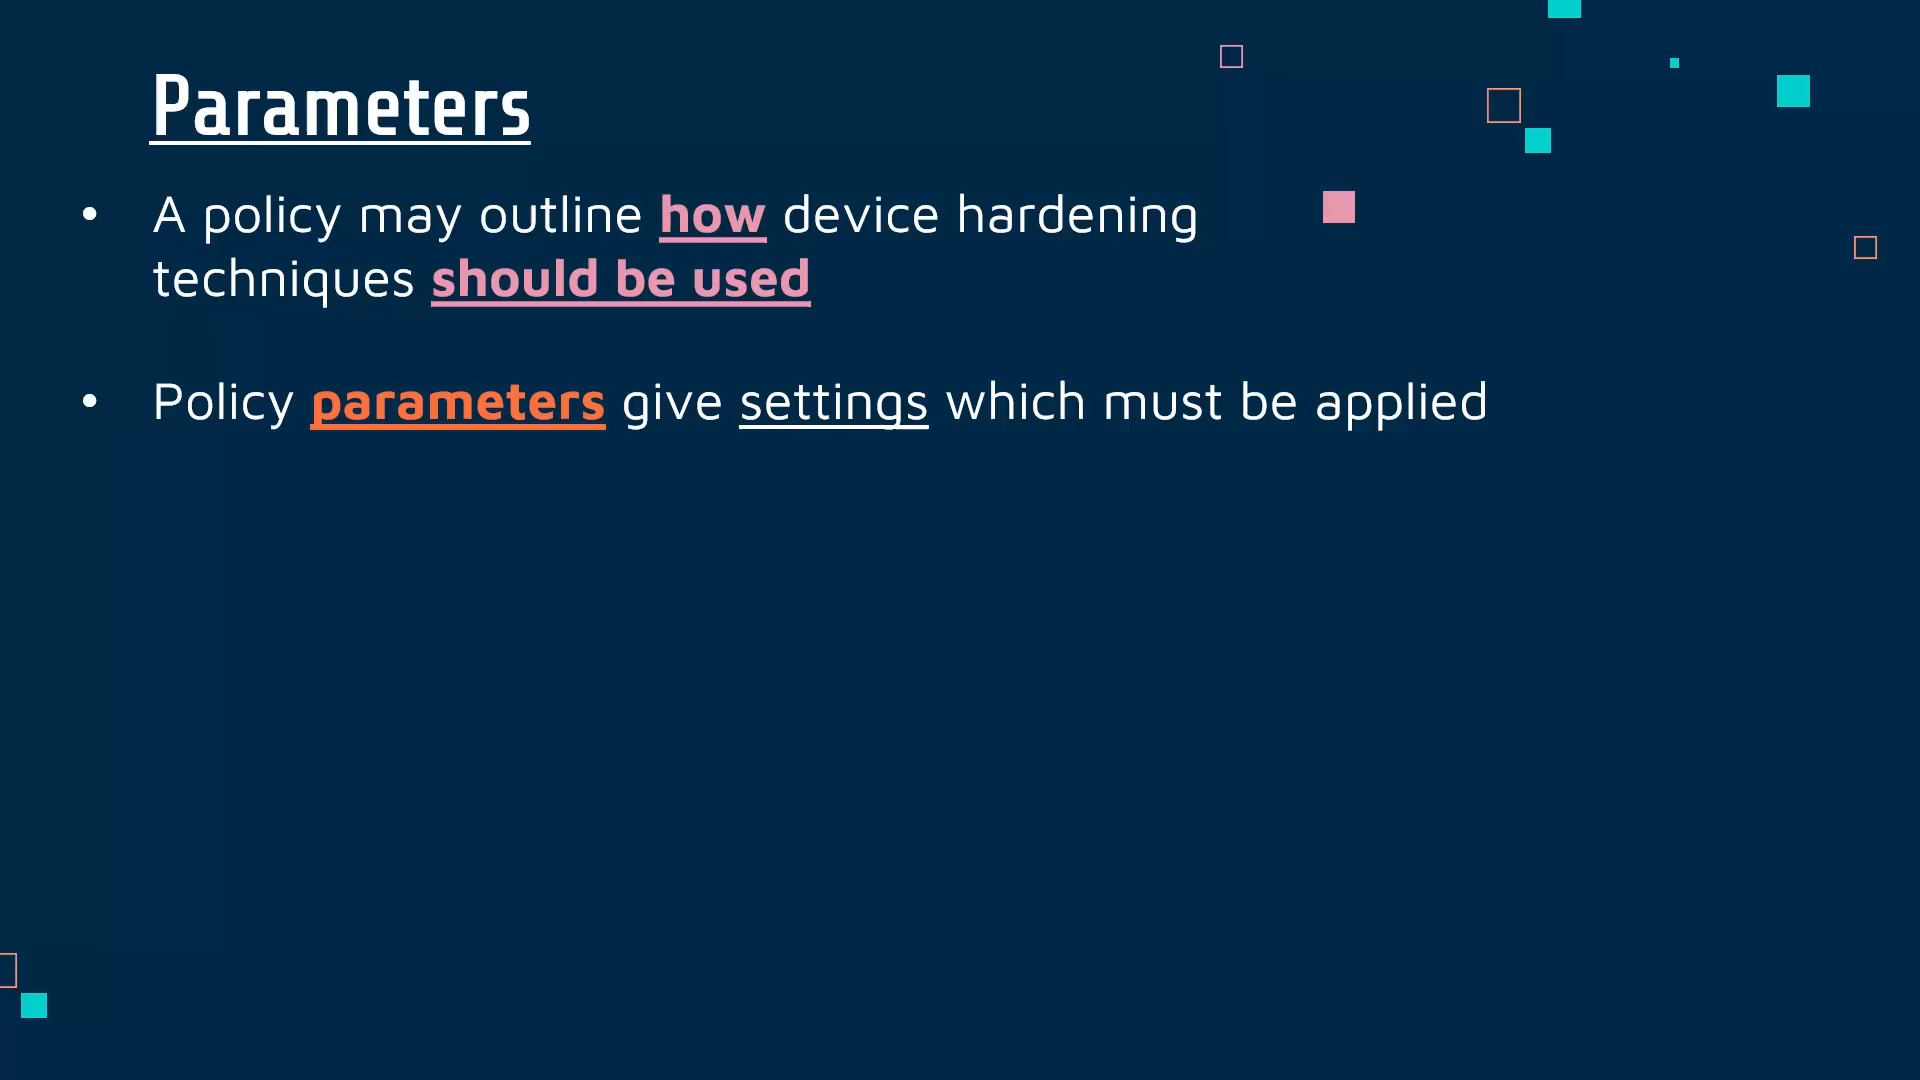 Parameters
• A policy may outline how device hardening
techniques should be used
• Policy parameters give settings which must be applied